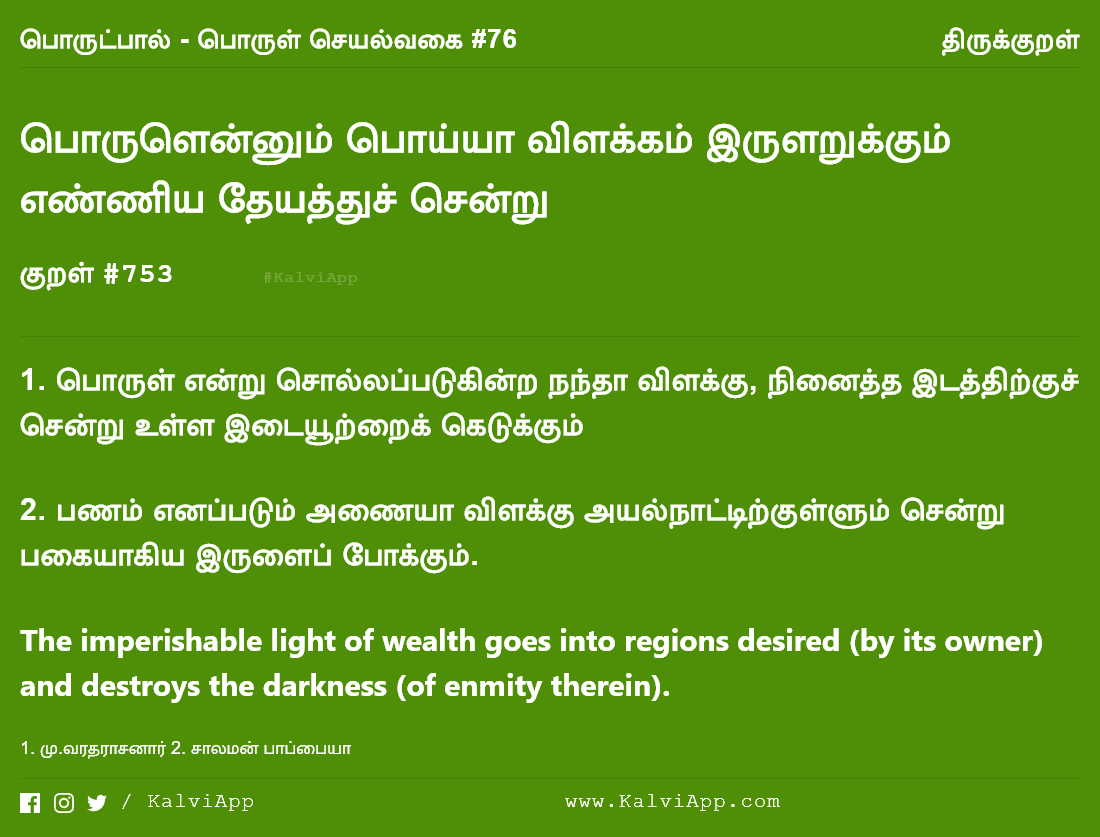 பொருட்பால் - பொருள் செயல்வகை #76
திருக்குறள்
பொருளென்னும் பொய்யா விளக்கம் இருளறுக்கும்
எண்ணிய தேயத்துச் சென்று
குறள் #753
#KalviApp
1. பொருள் என்று சொல்லப்படுகின்ற நந்தா விளக்கு, நினைத்த இடத்திற்குச்
சென்று உள்ள இடையூற்றைக் கெடுக்கும்
2. பணம் எனப்படும் அணையா விளக்கு அயல்நாட்டிற்குள்ளும் சென்று
பகையாகிய இருளைப் போக்கும்.
The imperishable light of wealth goes into regions desired (by its owner)
and destroys the darkness (of enmity therein).
1. மு.வரதராசனார் 2. சாலமன் பாப்பையா
/ KalviApp
www.KalviApp.com